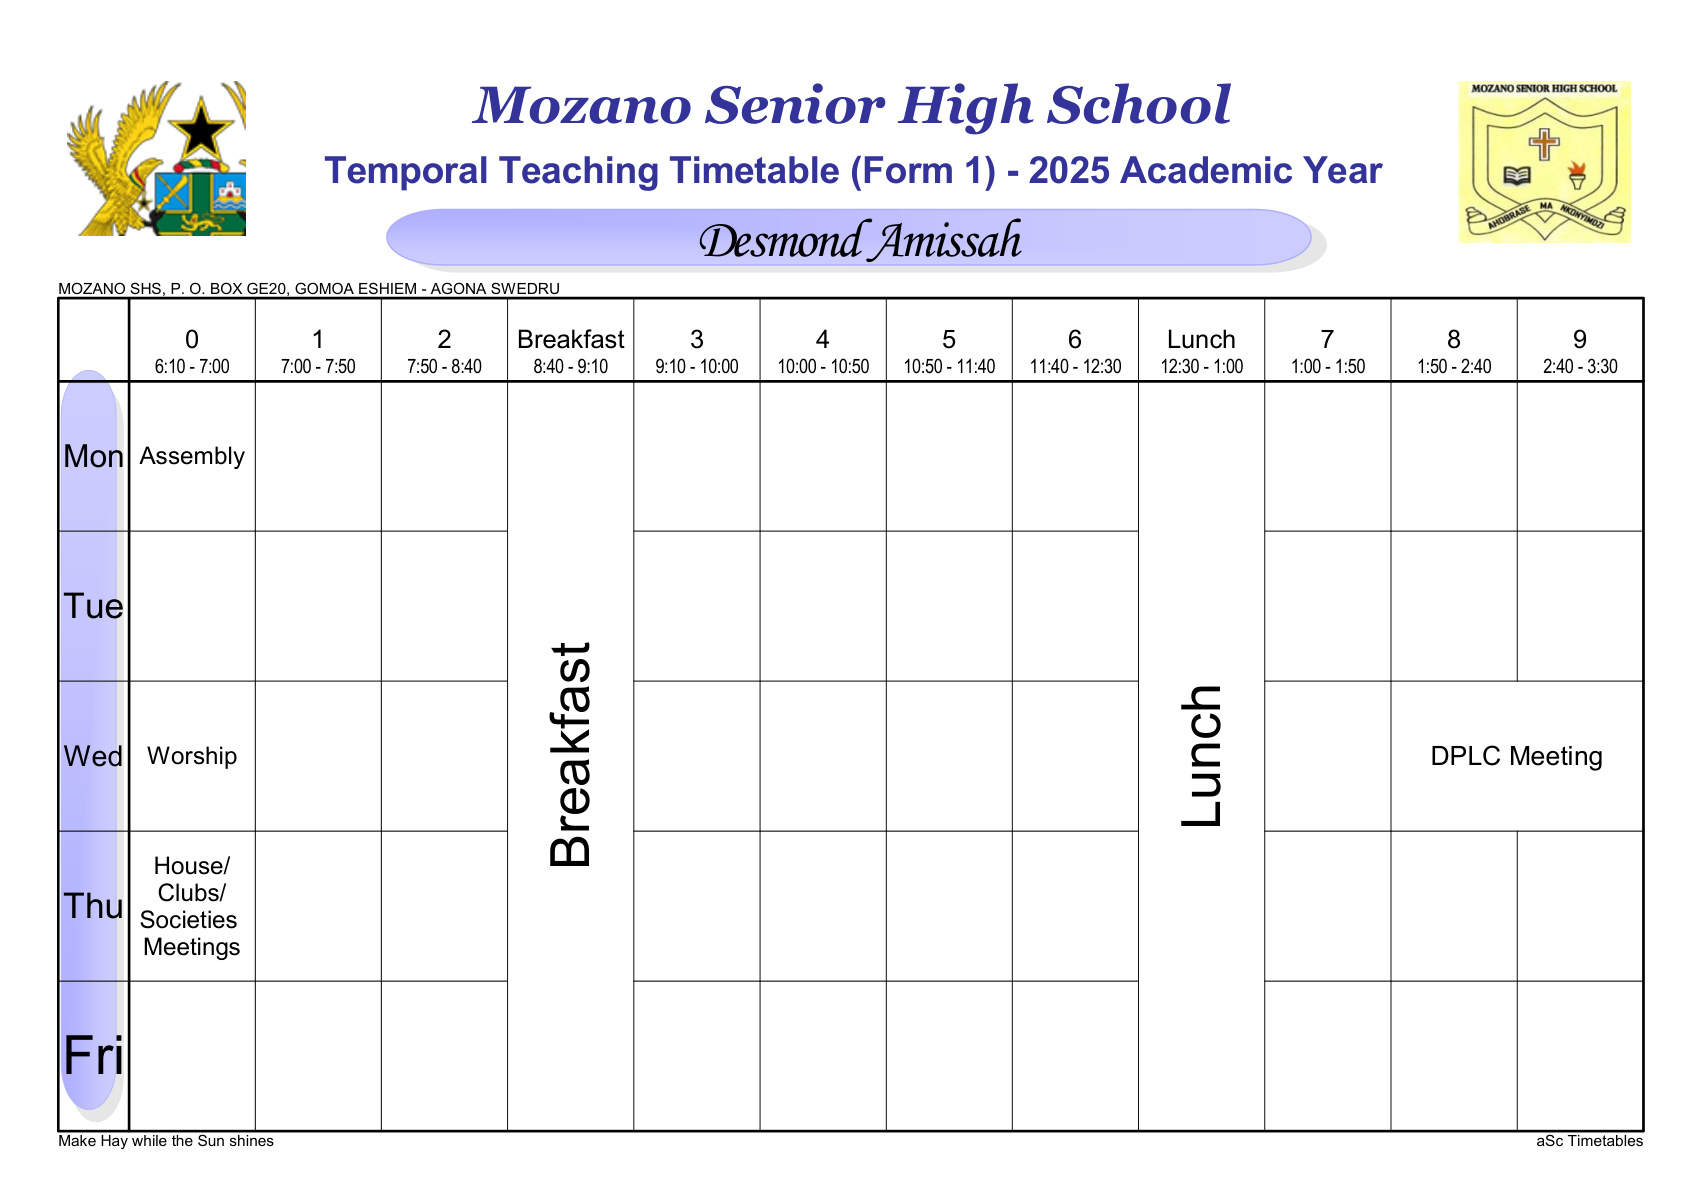 Mozano Senior High School
MOZANO SENIOR HIGH SCHOOL
Temporal Teaching Timetable (Form 1) - 2025 Academic Year
AHOBRASE MA NKONYIMDZI
Desmond Amissah
MOZANO SHS, P. O. BOX GE20, GOMOA ESHIEM - AGONA SWEDRU
0 1 2 Breakfast 3 4 5 6 Lunch 7 8 9
6:10 - 7:00 7:00 - 7:50 7:50 - 8:40 8:40 - 9:10 9:10 - 10:00 10:00 - 10:50 10:50 - 11:40 11:40 - 12:30 12:30 - 1:00 1:00 - 1:50 1:50 - 2:40 2:40 - 3:30
Mon Assembly
Tue
Breakfast
Lunch
Wed Worship DPLC Meeting
Thu
House/
Clubs/
Societies
Meetings
Fri
Make Hay while the Sun shines
aSc Timetables